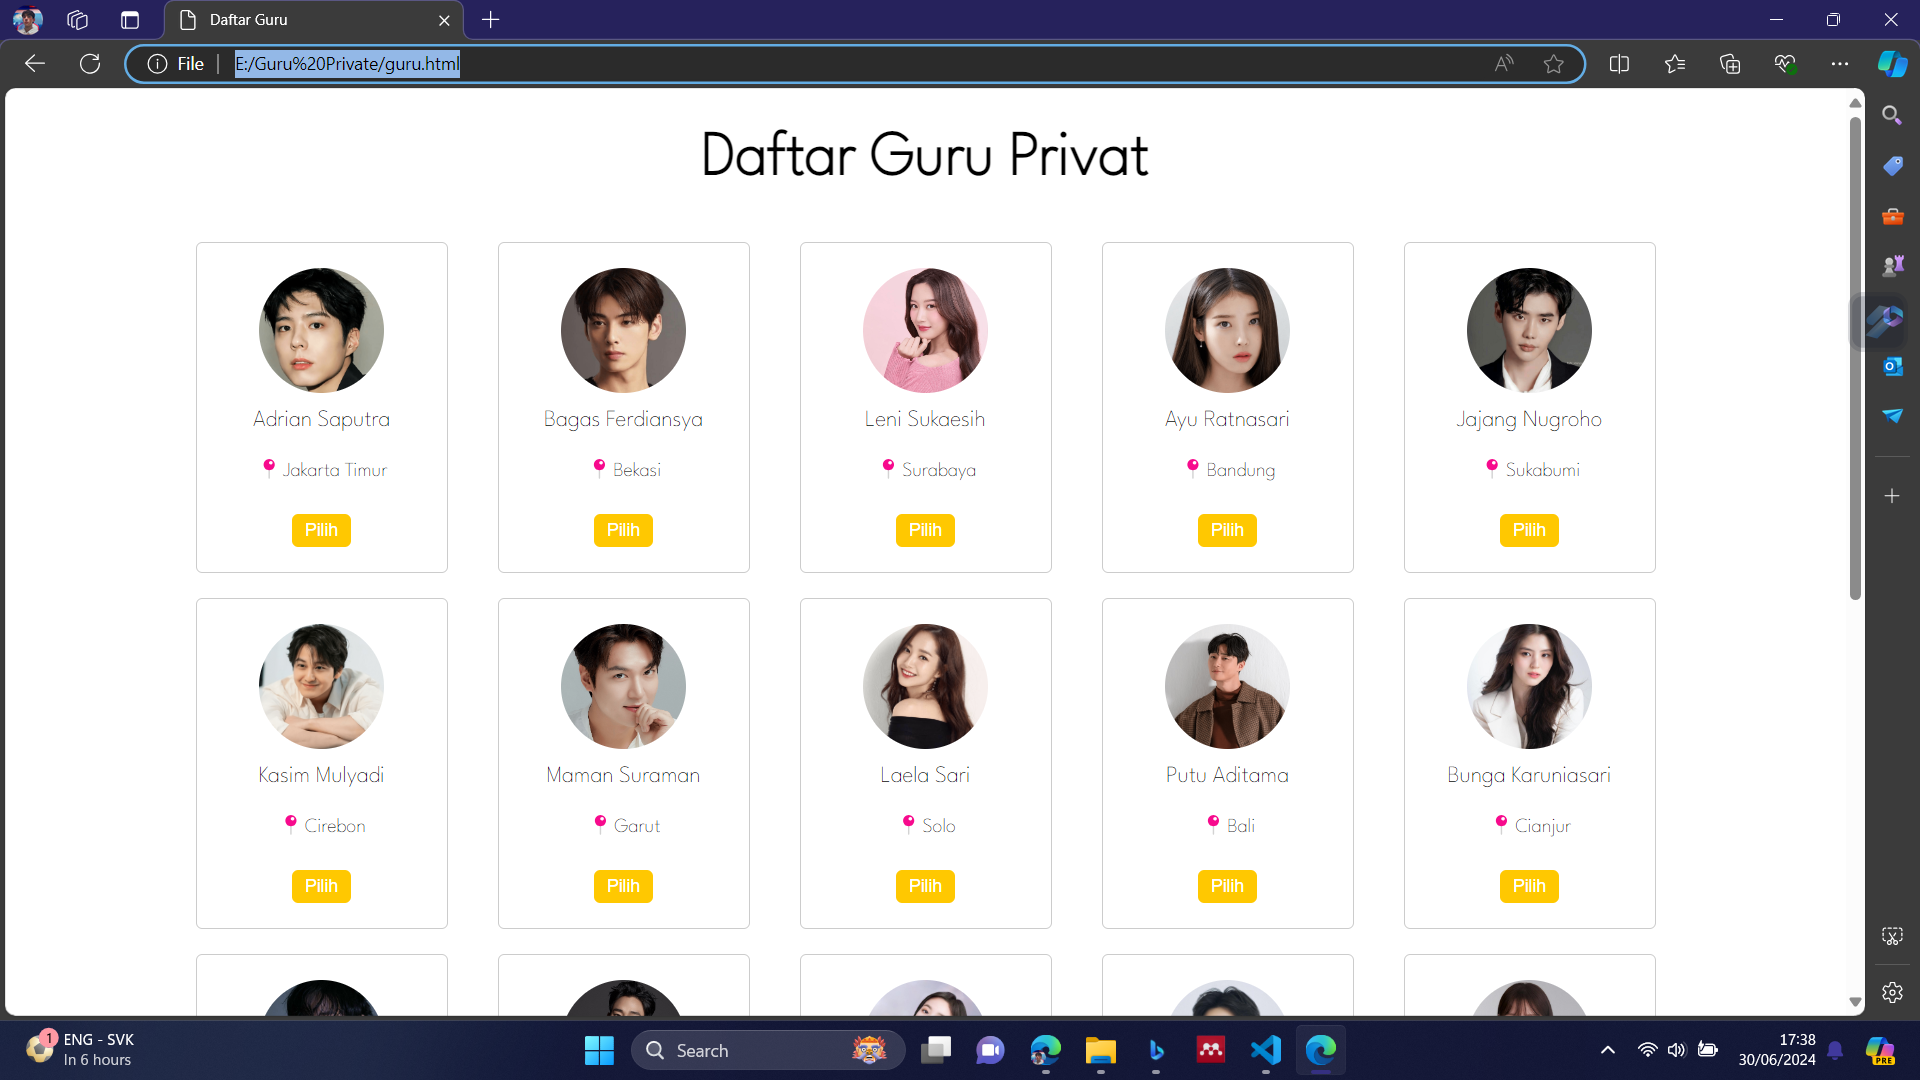 Daftar Guru
File
E:/Guru%20Private/guru.html
Daftar Guru Privat
Adrian Saputra
Bagas Ferdiansya
Leni Sukaesih
Ayu Ratnasari
Jajang Nugroho
Jakarta Timur
Bekasi
Surabaya
Bandung
Sukabumi
Pilih
Pilih
Pilih
Pilih
Pilih
Kasim Mulyadi
Maman Suraman
Laela Sari
Putu Aditama
Bunga Karuniasari
Cirebon
Garut
Solo
Bali
Cianjur
Pilih
Pilih
Pilih
Pilih
Pilih
1
ENG - SVK
In 6 hours
Search
17:38
30/06/2024
PRE